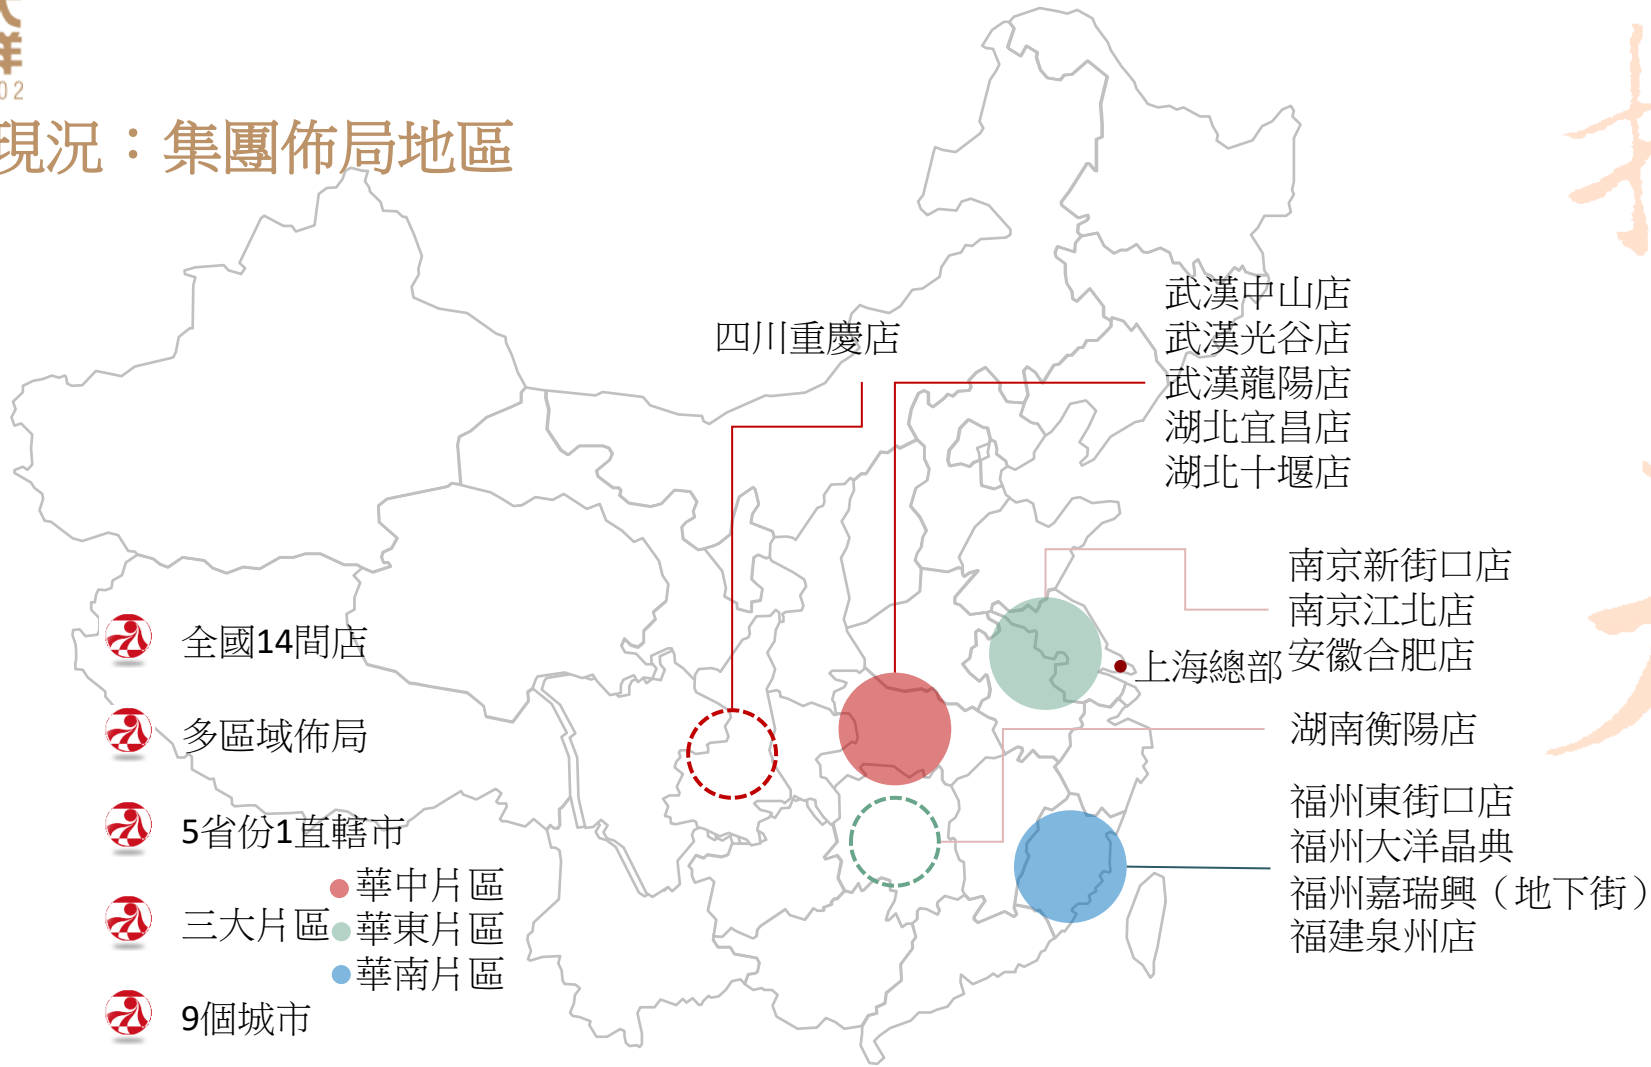 02
現況：集團佈局地區
四川重慶店
武漢中山店
武漢光谷店
武漢龍陽店
湖北宜昌店
湖北十堰店
南京新街口店
南京江北店
安徽合肥店
上海總部
湖南衡陽店
福州東街口店
福州大洋晶典
福州嘉瑞興（地下街）
福建泉州店
全國14間店
多區域佈局
5省份1直轄市
三大片區
華中片區
華東片區
華南片區
9個城市